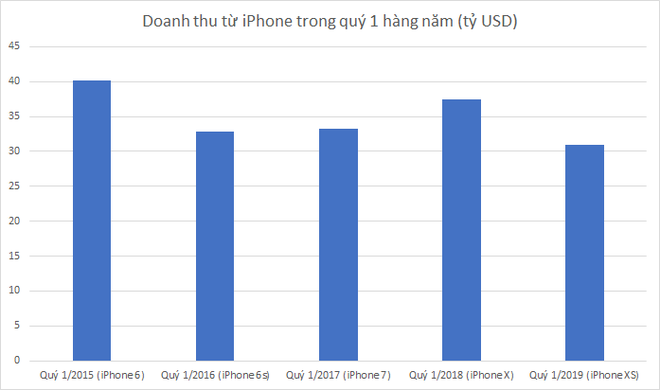 Doanh thu từ iPhone trong quý 1 hàng năm (tỷ USD)
45
40
35
30
25
20
15
10
5
0
Quý 1/2015 (iPhone 6)
Quý 1/2016 (iPhone 6s)
Quý 1/2017 (iPhone 7)
Quý 1/2018 (iPhone X)
Quý 1/2019 (iPhone XS)